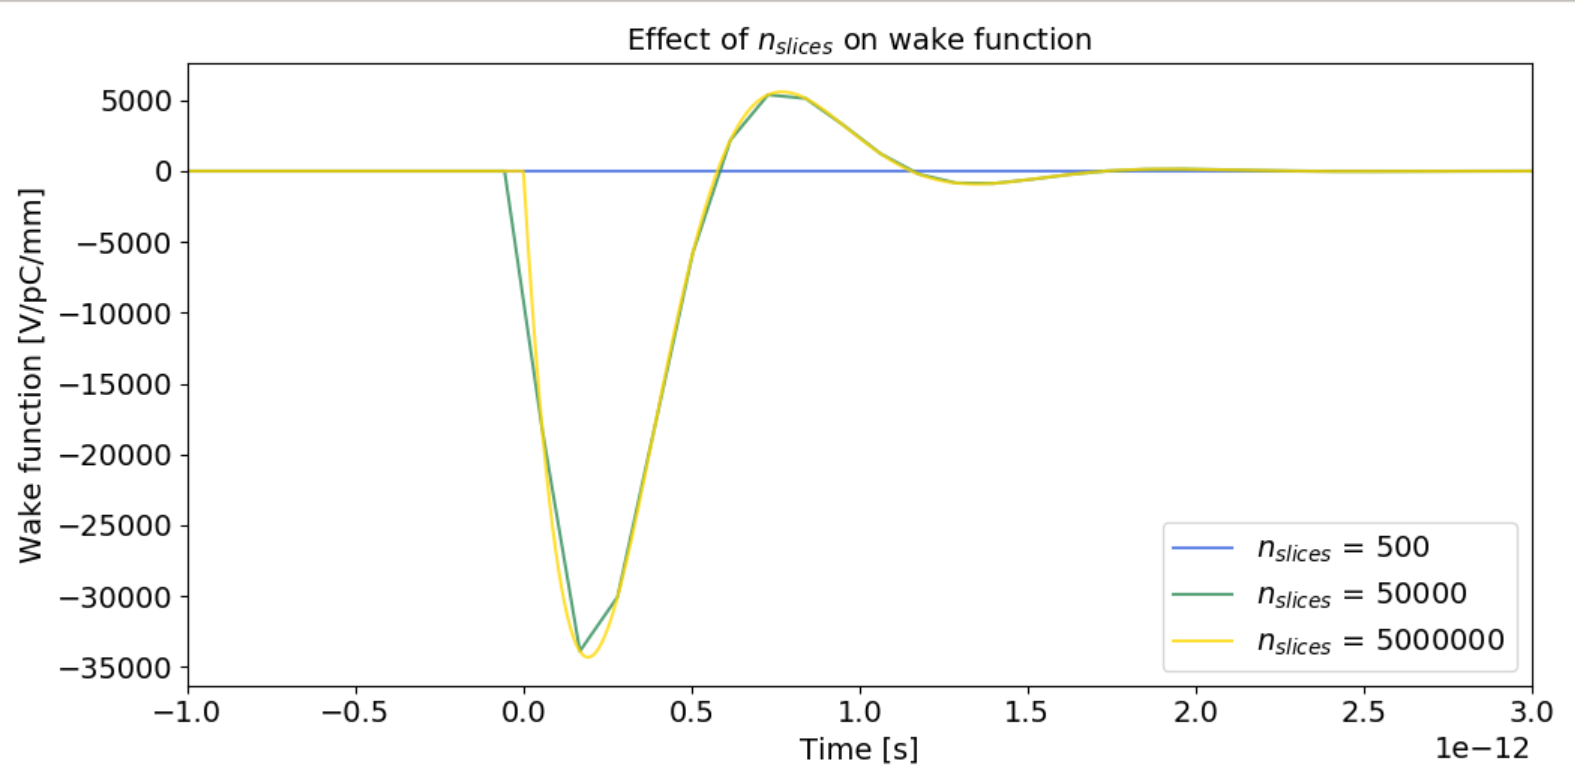 Effect of n_slices on wake function
Wake function [V/pC/mm]
5000
0
−5000
−10000
−15000
−20000
−25000
−30000
−35000
n_slices = 500
n_slices = 50000
n_slices = 5000000
−1.0 −0.5 0.0 0.5 1.0 1.5 2.0 2.5 3.0
Time [s]
1e−12